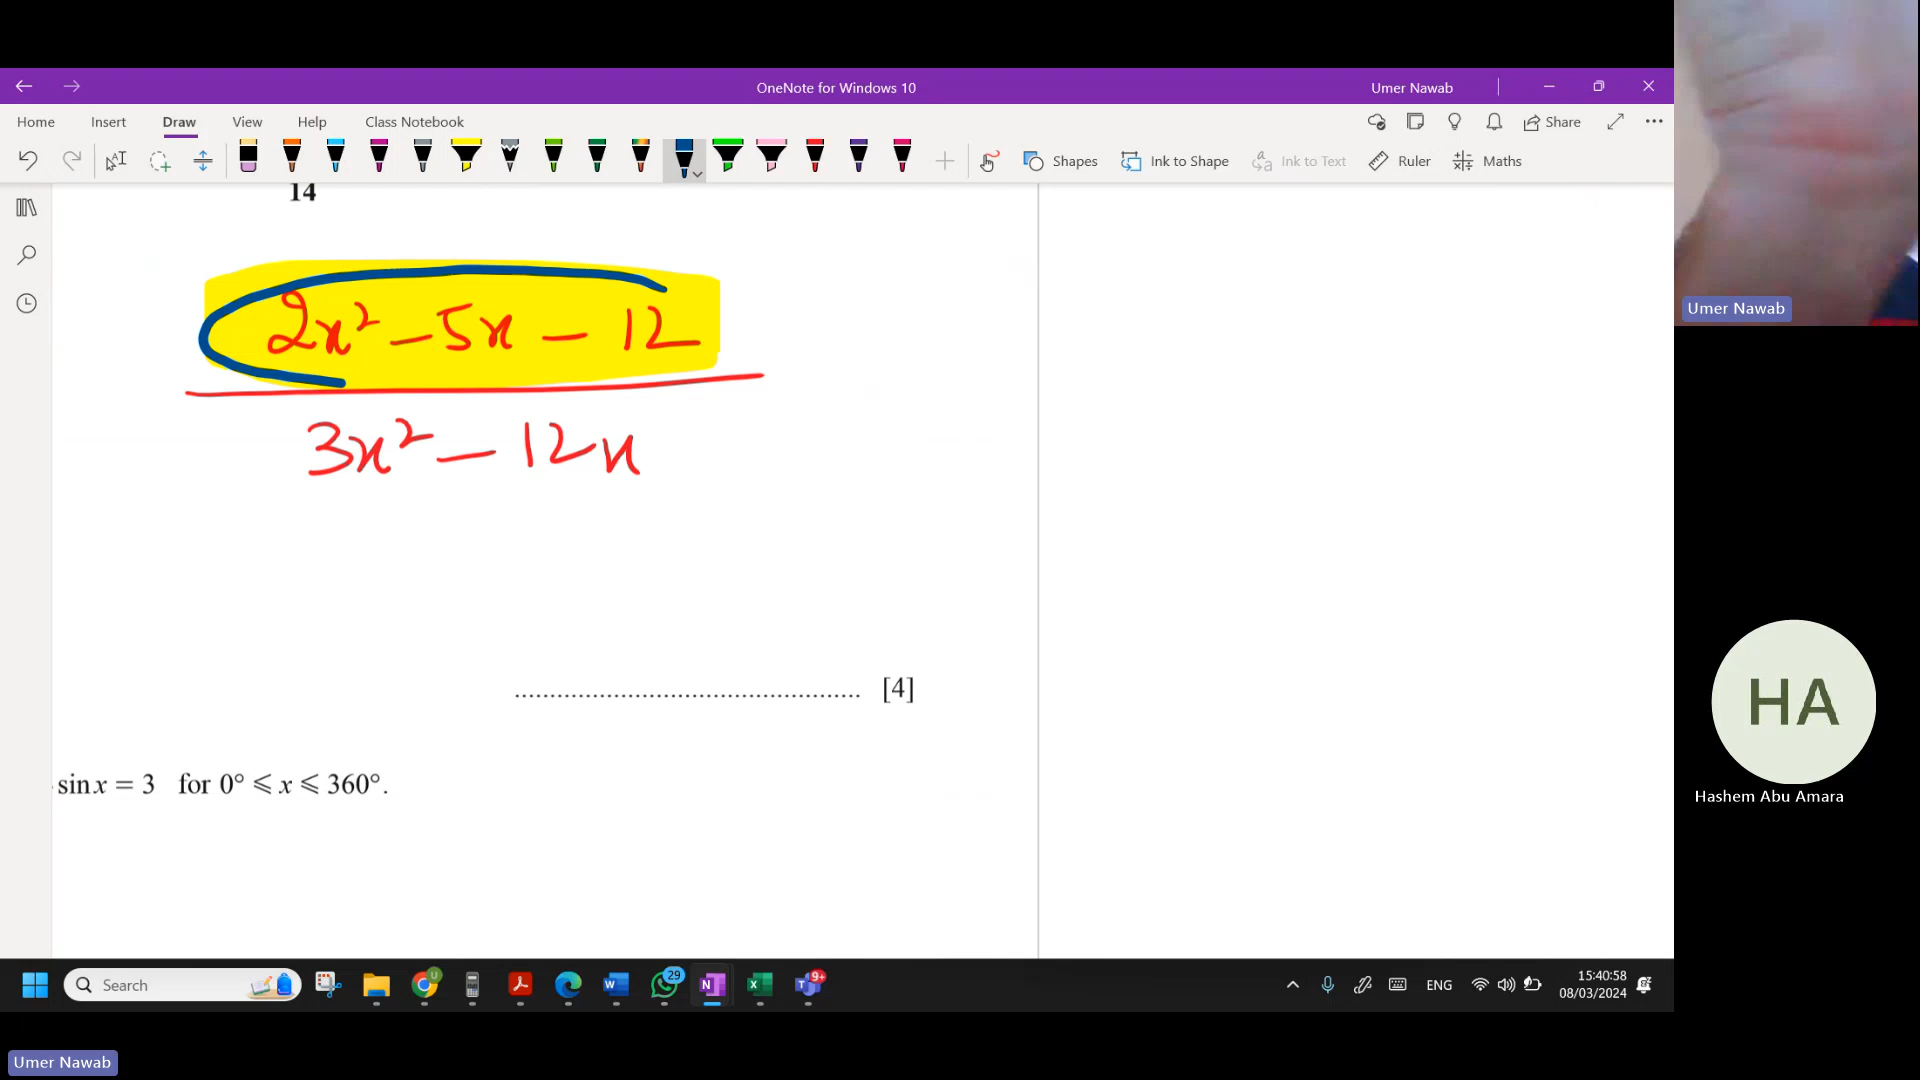 OneNote for Windows 10
Umer Nawab
Home Insert Draw View Help Class Notebook
Share
Shapes Ink to Shape Ink to Text Ruler Maths
14
2x² - 5x - 12
3x² - 12x
................................................ [4]
sin x = 3 for 0° ⩽ x ⩽ 360°.
Umer Nawab
HA
Hashem Abu Amara
Search
29
9+
ENG
15:40:58
08/03/2024
Umer Nawab